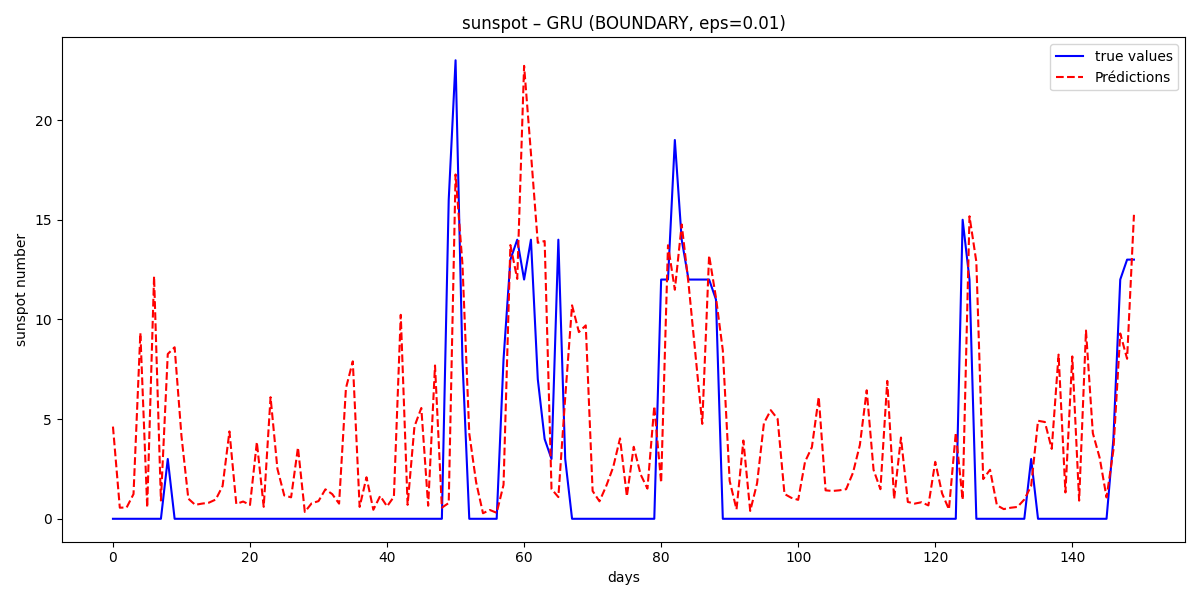 sunspot – GRU (BOUNDARY, eps=0.01)
true values
Prédictions
sunspot number
20
15
10
5
0
0 20 40 60 80 100 120 140
days